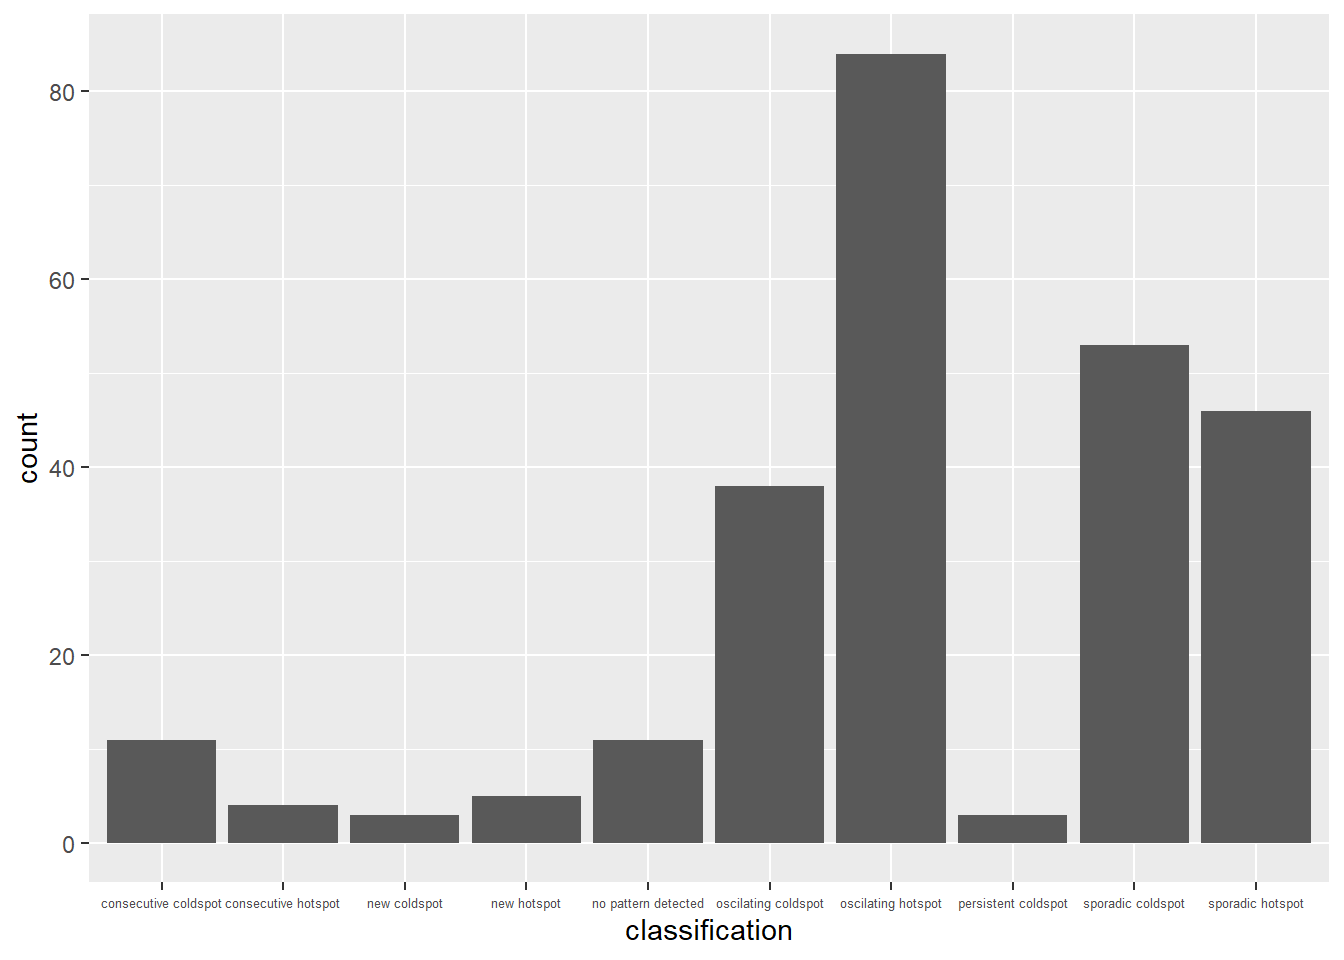 80
60
40
20
0
count
consecutive coldspot consecutive hotspot new coldspot new hotspot no pattern detected oscilating coldspot oscilating hotspot persistent coldspot sporadic coldspot sporadic hotspot
classification